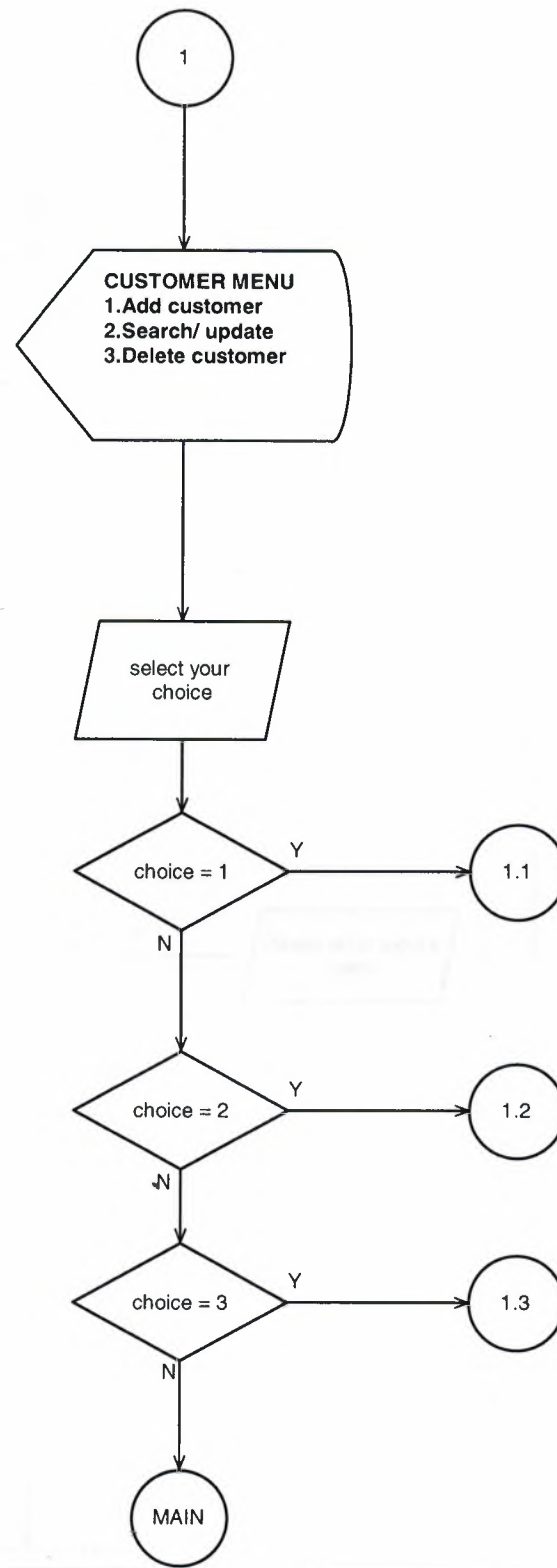 1
CUSTOMER MENU
1.Add customer
2.Search/ update
3.Delete customer
select your
choice
choice = 1
Y
1.1
N
choice = 2
Y
1.2
N
choice = 3
Y
1.3
N
MAIN